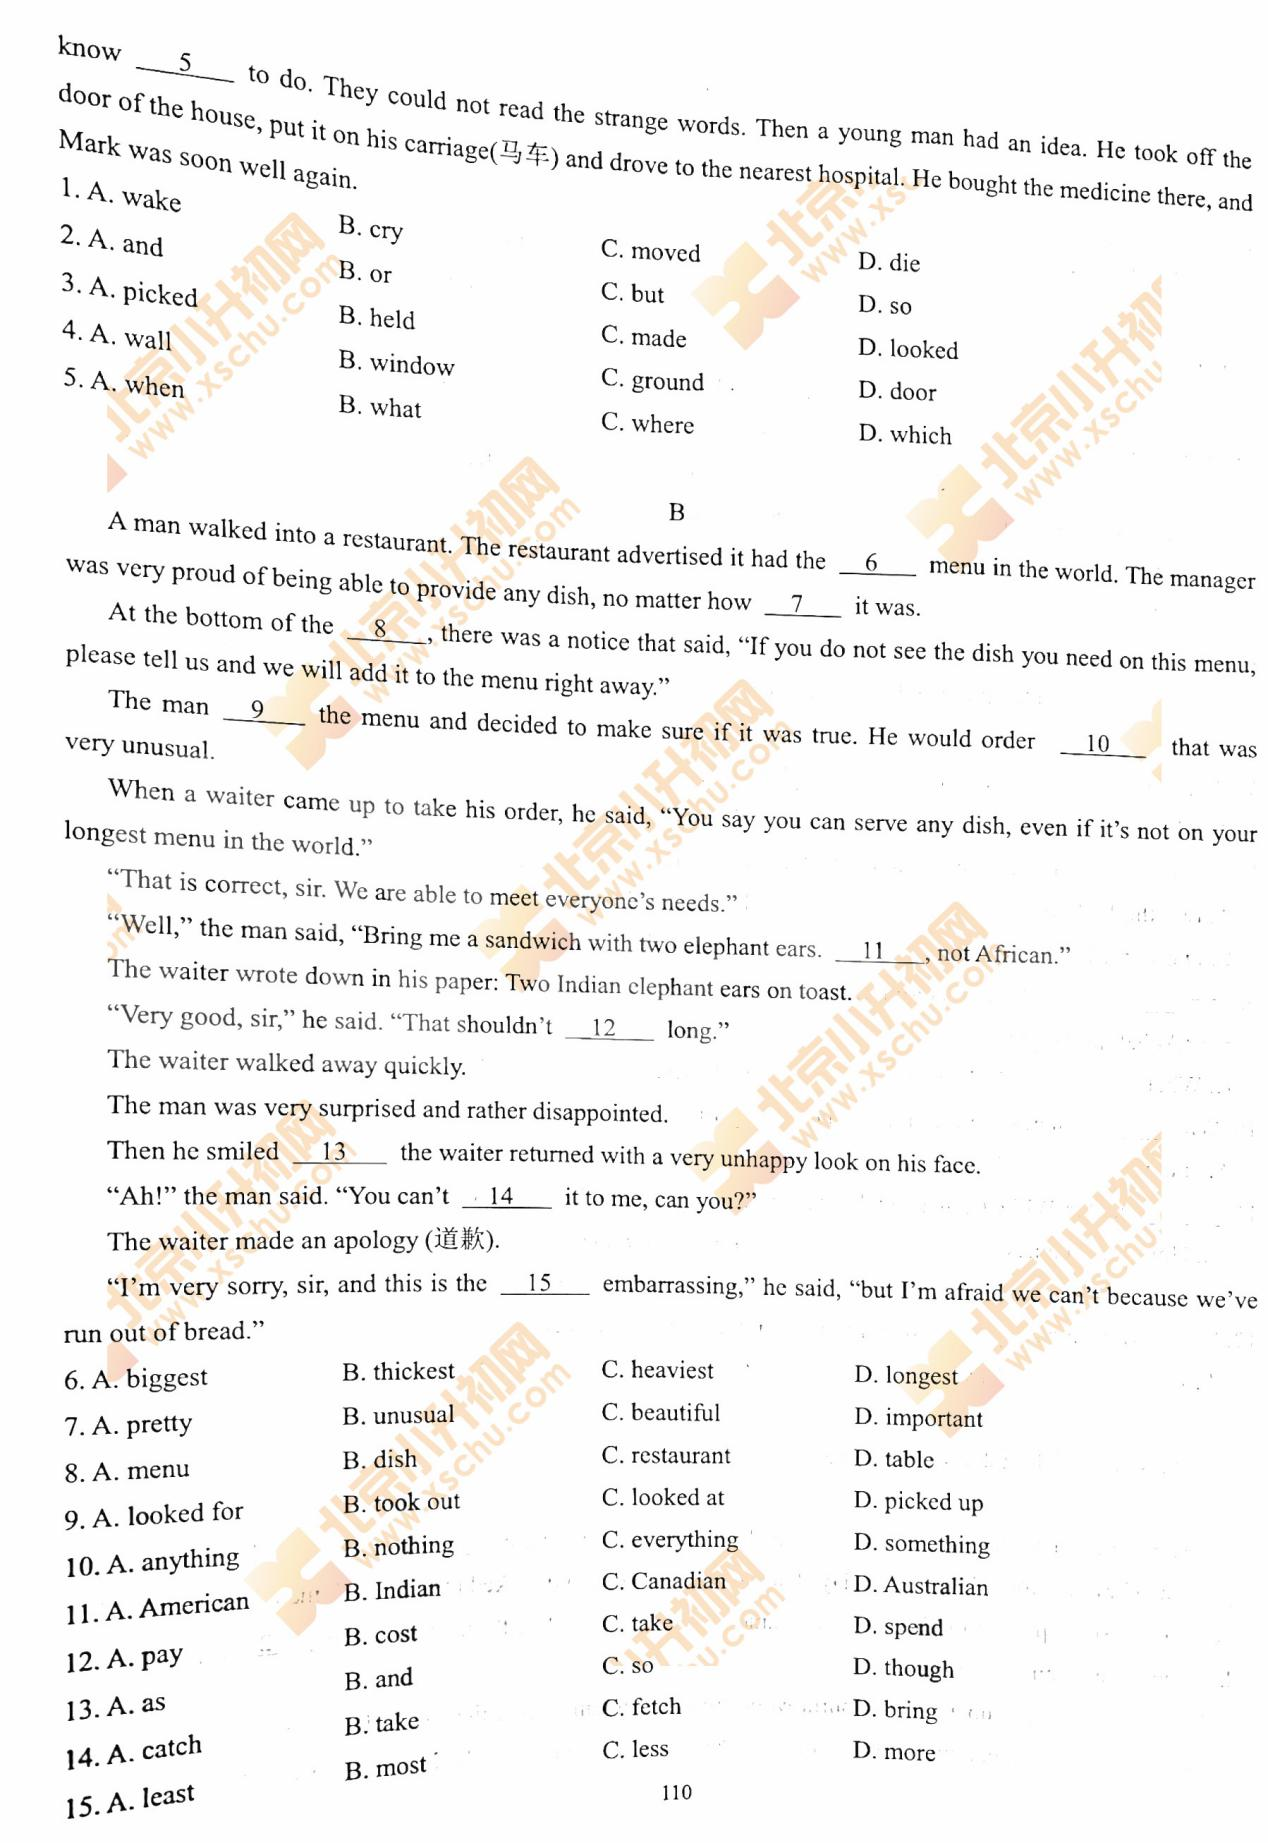 know 5 to do. They could not read the strange words. Then a young man had an idea. He took off the
door of the house, put it on his carriage(马车) and drove to the nearest hospital. He bought the medicine there, and
Mark was soon well again.
1. A. wake B. cry C. moved D. die
2. A. and B. or C. but D. so
3. A. picked B. held C. made D. looked
4. A. wall B. window C. ground D. door
5. A. when B. what C. where D. which
B
A man walked into a restaurant. The restaurant advertised it had the 6 menu in the world. The manager
was very proud of being able to provide any dish, no matter how 7 it was.
At the bottom of the 8, there was a notice that said, “If you do not see the dish you need on this menu,
please tell us and we will add it to the menu right away.”
The man 9 the menu and decided to make sure if it was true. He would order 10 that was
very unusual.
When a waiter came up to take his order, he said, “You say you can serve any dish, even if it’s not on your
longest menu in the world.”
“That is correct, sir. We are able to meet everyone’s needs.”
“Well,” the man said, “Bring me a sandwich with two elephant ears. 11, not African.”
The waiter wrote down in his paper: Two Indian elephant ears on toast.
“Very good, sir,” he said. “That shouldn’t 12 long.”
The waiter walked away quickly.
The man was very surprised and rather disappointed.
Then he smiled 13 the waiter returned with a very unhappy look on his face.
“Ah!” the man said. “You can’t 14 it to me, can you?”
The waiter made an apology (道歉).
“I’m very sorry, sir, and this is the 15 embarrassing,” he said, “but I’m afraid we can’t because we’ve
run out of bread.”
6. A. biggest B. thickest C. heaviest D. longest
7. A. pretty B. unusual C. beautiful D. important
8. A. menu B. dish C. restaurant D. table
9. A. looked for B. took out C. looked at D. picked up
10. A. anything B. nothing C. everything D. something
11. A. American B. Indian C. Canadian D. Australian
12. A. pay B. cost C. take D. spend
13. A. as B. and C. so D. though
14. A. catch B. take C. fetch D. bring
15. A. least B. most C. less D. more
110
北京小升初网
www.xschu.com